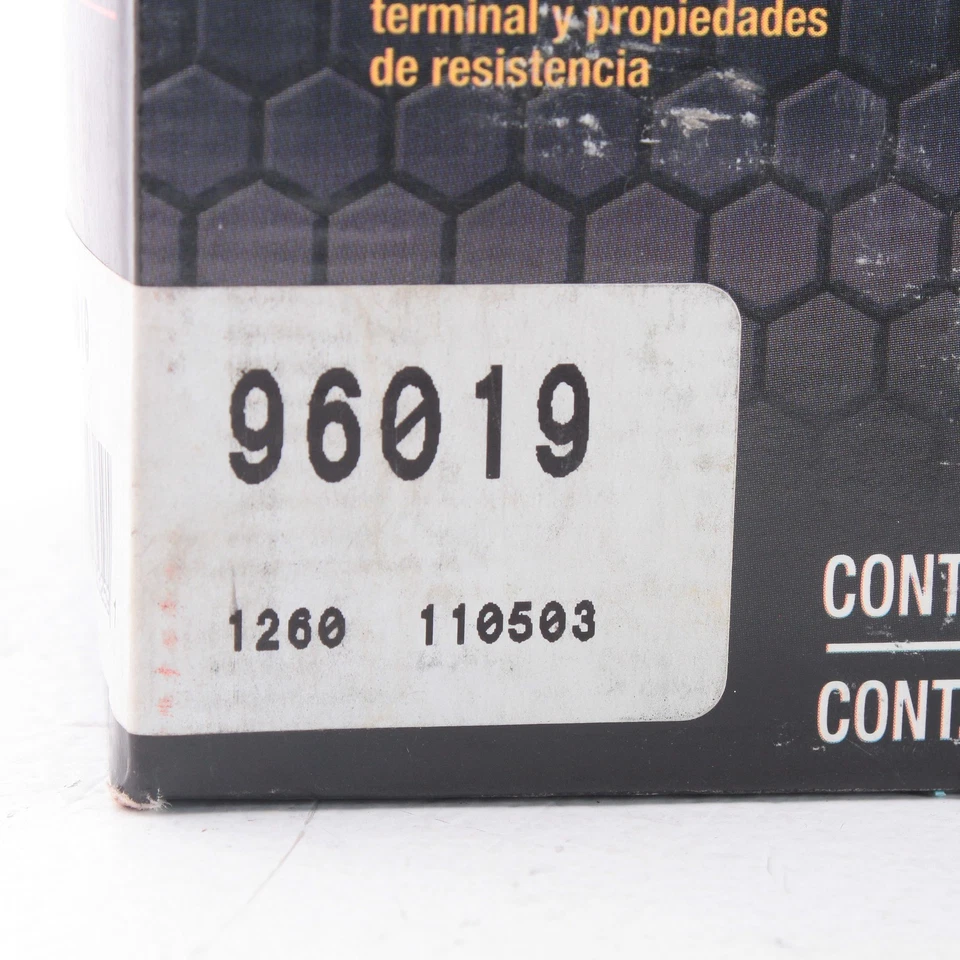 terminal y propiedades
de resistencia
96019
1260 110503
CONT
CONT